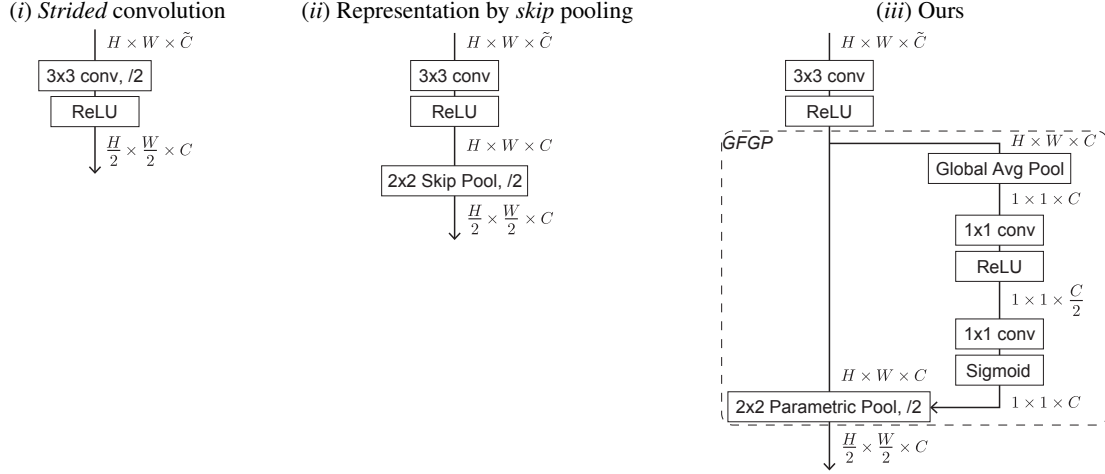 (i) Strided convolution
H × W × C̃
3x3 conv, /2
ReLU
H/2 × W/2 × C
(ii) Representation by skip pooling
H × W × C̃
3x3 conv
ReLU
H × W × C
2x2 Skip Pool, /2
H/2 × W/2 × C
(iii) Ours
H × W × C̃
3x3 conv
ReLU
GFGP
H × W × C
Global Avg Pool
1 × 1 × C
1x1 conv
ReLU
1 × 1 × C/2
1x1 conv
Sigmoid
1 × 1 × C
H × W × C
2x2 Parametric Pool, /2
H/2 × W/2 × C